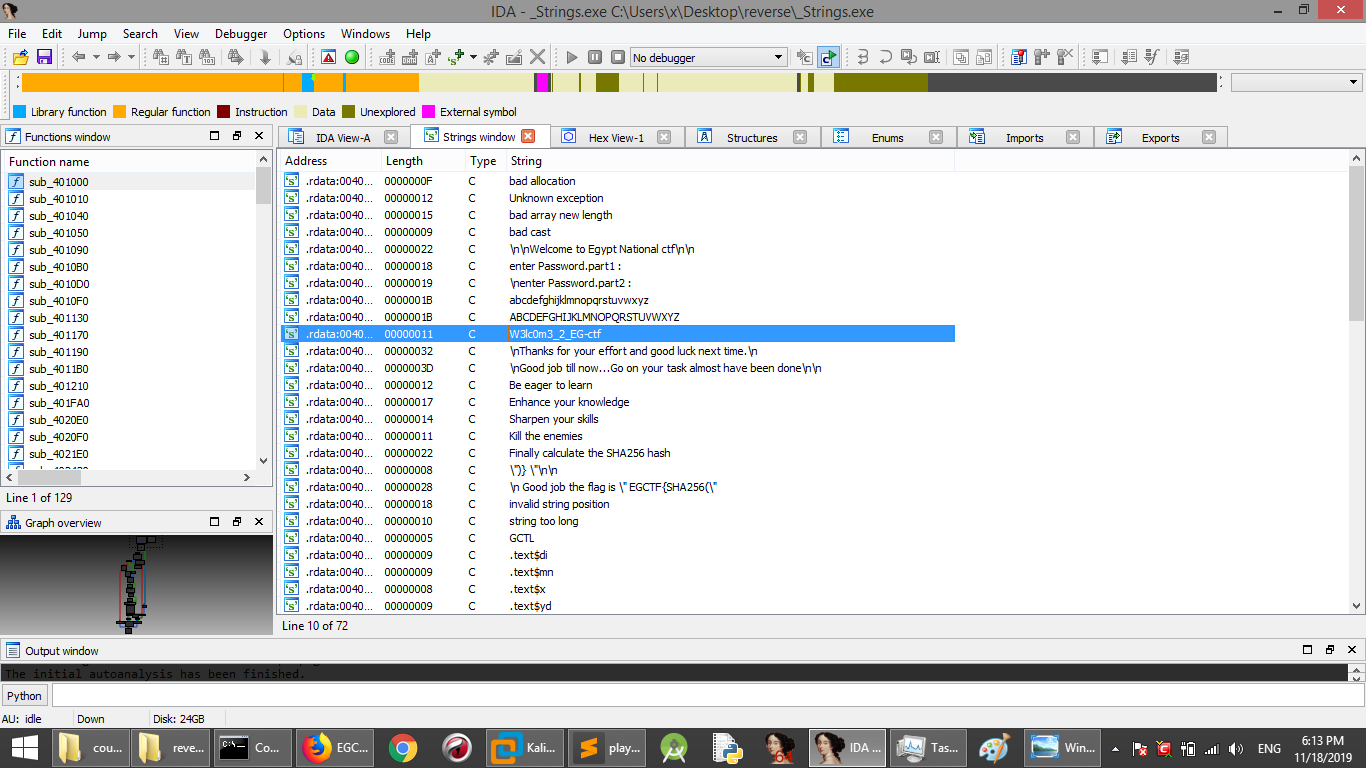 IDA - _Strings.exe C:\Users\x\Desktop\reverse\_Strings.exe
File Edit Jump Search View Debugger Options Windows Help
No debugger
Library function Regular function Instruction Data Unexplored External symbol
Functions window
Function name
sub_401000
sub_401010
sub_401040
sub_401050
sub_401090
sub_4010B0
sub_4010D0
sub_4010F0
sub_401130
sub_401170
sub_401190
sub_4011B0
sub_401210
sub_401FA0
sub_4020E0
sub_4020F0
sub_4021E0
Line 1 of 129
Graph overview
IDA View-A Strings window Hex View-1 Structures Enums Imports Exports
Address Length Type String
.rdata:0040... 0000000F C bad allocation
.rdata:0040... 00000012 C Unknown exception
.rdata:0040... 00000015 C bad array new length
.rdata:0040... 00000009 C bad cast
.rdata:0040... 00000022 C \n\nWelcome to Egypt National ctf\n\n
.rdata:0040... 00000018 C enter Password.part1 :
.rdata:0040... 00000019 C \nenter Password.part2 :
.rdata:0040... 0000001B C abcdefghijklmnopqrstuvwxyz
.rdata:0040... 0000001B C ABCDEFGHIJKLMNOPQRSTUVWXYZ
.rdata:0040... 00000011 C W3lc0m3_2_EG-ctf
.rdata:0040... 00000032 C \nThanks for your effort and good luck next time.\n
.rdata:0040... 0000003D C \nGood job till now...Go on your task almost have been done\n\n
.rdata:0040... 00000012 C Be eager to learn
.rdata:0040... 00000017 C Enhance your knowledge
.rdata:0040... 00000014 C Sharpen your skills
.rdata:0040... 00000011 C Kill the enemies
.rdata:0040... 00000022 C Finally calculate the SHA256 hash
.rdata:0040... 00000008 C \")} \"\n\n
.rdata:0040... 00000028 C \n Good job the flag is \" EGCTF{SHA256(\"
.rdata:0040... 00000018 C invalid string position
.rdata:0040... 00000010 C string too long
.rdata:0040... 00000005 C GCTL
.rdata:0040... 00000009 C .text$di
.rdata:0040... 00000009 C .text$mn
.rdata:0040... 00000008 C .text$x
.rdata:0040... 00000009 C .text$yd
Line 10 of 72
Output window
The initial autoanalysis has been finished.
Python
AU: idle Down Disk: 24GB
cou... reve... Co... EGC... Kali... play... 64 IDA ... Tas... Win... ENG
6:13 PM
11/18/2019